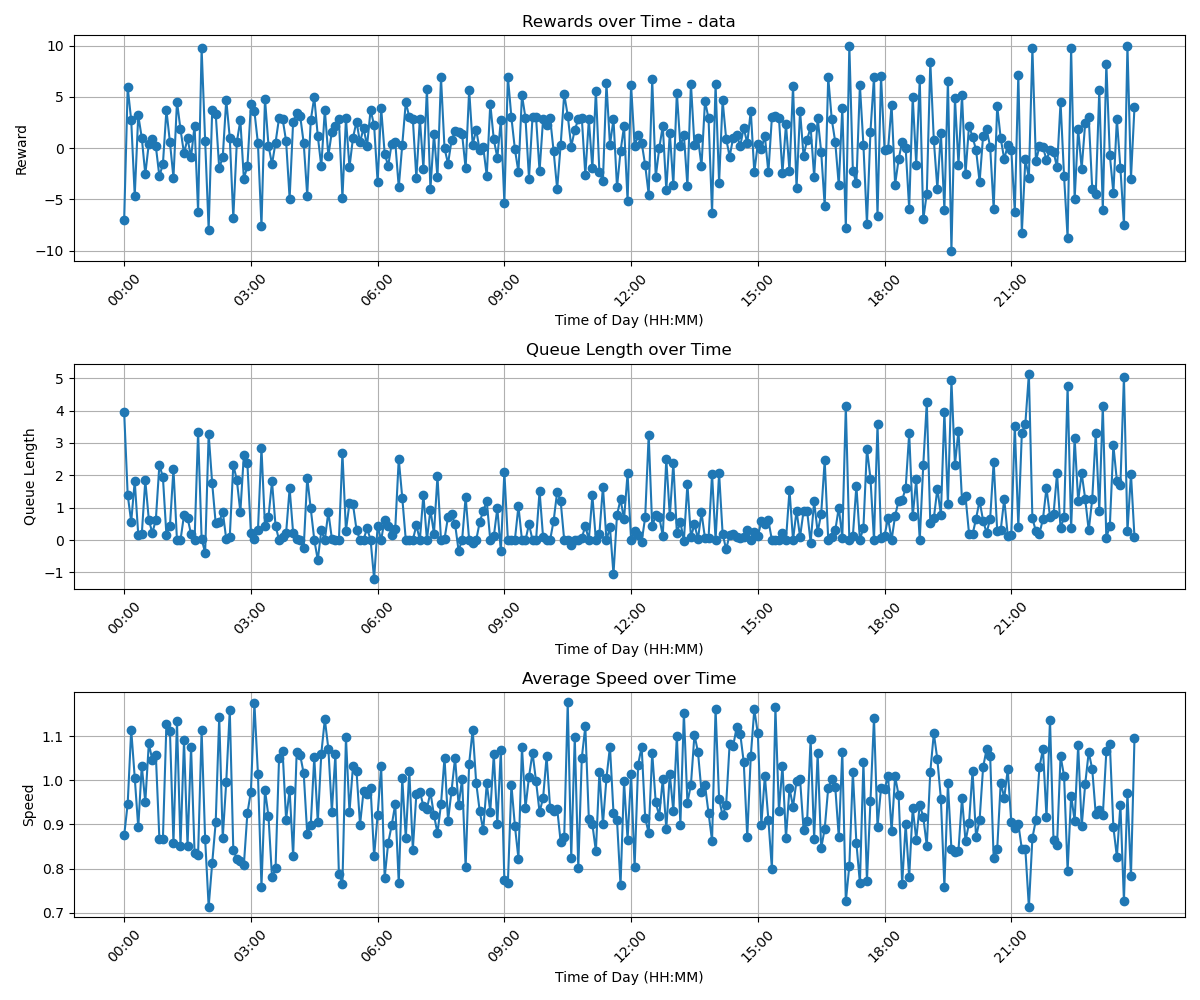 Rewards over Time - data
10
5
0
−5
−10
Reward
00:00 03:00 06:00 09:00 12:00 15:00 18:00 21:00
Time of Day (HH:MM)
Queue Length over Time
5
4
3
2
1
0
−1
Queue Length
00:00 03:00 06:00 09:00 12:00 15:00 18:00 21:00
Time of Day (HH:MM)
Average Speed over Time
1.1
1.0
0.9
0.8
0.7
Speed
00:00 03:00 06:00 09:00 12:00 15:00 18:00 21:00
Time of Day (HH:MM)